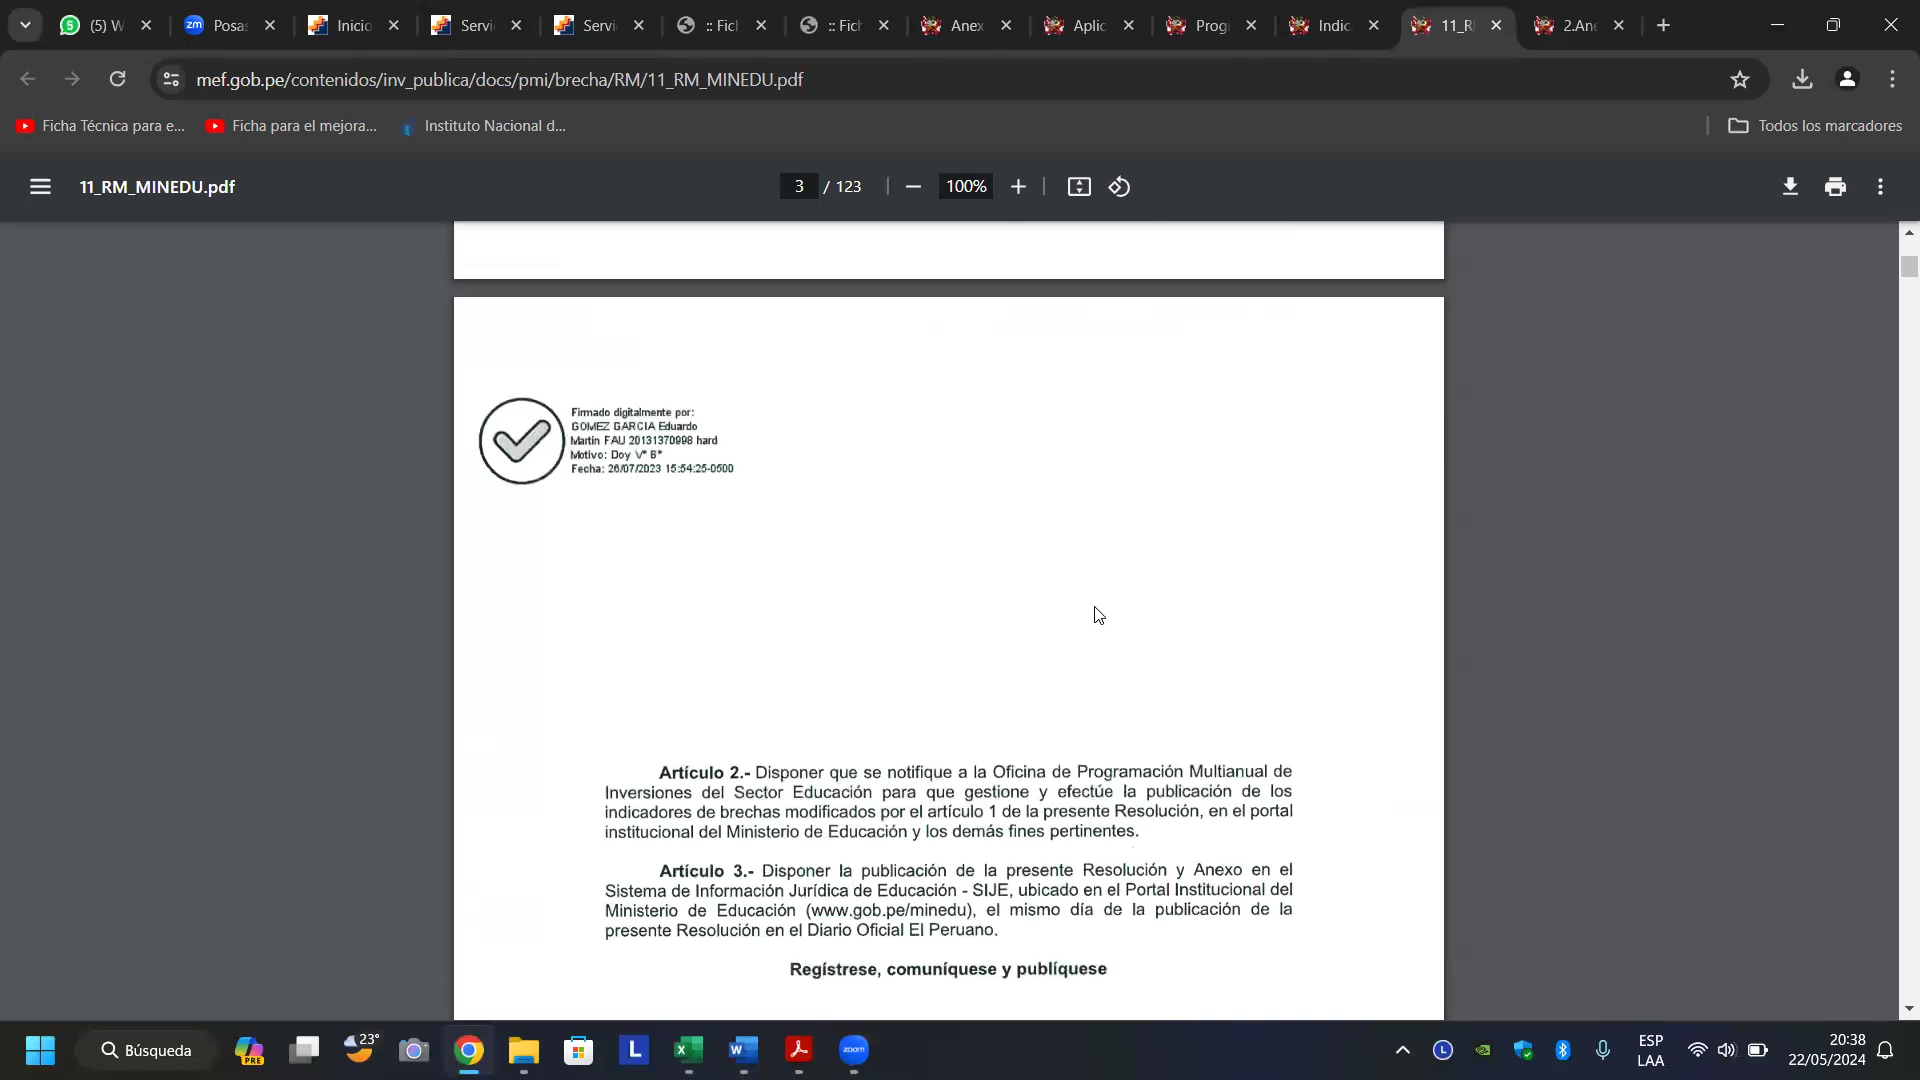 (5) W
Posas
Inicio
Servi
Servi
:: Fich
:: Fich
Anex
Aplic
Prog
Indic
11_R
2.Ane
mef.gob.pe/contenidos/inv_publica/docs/pmi/brecha/RM/11_RM_MINEDU.pdf
Ficha Técnica para e...
Ficha para el mejora...
Instituto Nacional d...
Todos los marcadores
11_RM_MINEDU.pdf
3 / 123
100%
Firmado digitalmente por:
GOMEZ GARCIA Eduardo
Martin FAU 20131370998 hard
Motivo: Doy V° B°
Fecha: 26/07/2023 15:54:25-0500
Artículo 2.- Disponer que se notifique a la Oficina de Programación Multianual de
Inversiones del Sector Educación para que gestione y efectúe la publicación de los
indicadores de brechas modificados por el artículo 1 de la presente Resolución, en el portal
institucional del Ministerio de Educación y los demás fines pertinentes.
Artículo 3.- Disponer la publicación de la presente Resolución y Anexo en el
Sistema de Información Jurídica de Educación - SIJE, ubicado en el Portal Institucional del
Ministerio de Educación (www.gob.pe/minedu), el mismo día de la publicación de la
presente Resolución en el Diario Oficial El Peruano.
Regístrese, comuníquese y publíquese
Búsqueda
PRE
23°
L
zoom
ESP
LAA
20:38
22/05/2024